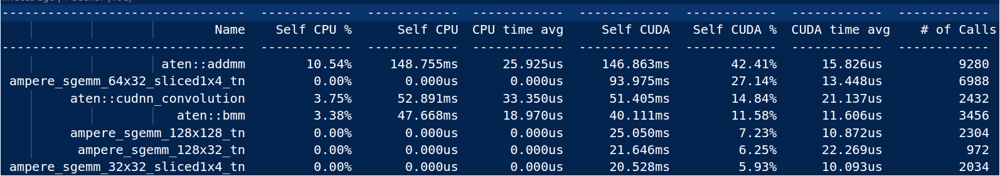 --------------------------------  ------------  ------------  ------------  ------------  ------------  ------------  ------------
Name    Self CPU %      Self CPU  CPU time avg     Self CUDA   Self CUDA %  CUDA time avg    # of Calls
--------------------------------  ------------  ------------  ------------  ------------  ------------  ------------  ------------
aten::addmm        10.54%     148.755ms      25.925us     146.863ms        42.41%      15.826us          9280
ampere_sgemm_64x32_sliced1x4_tn         0.00%       0.000us       0.000us      93.975ms        27.14%      13.448us          6988
aten::cudnn_convolution         3.75%      52.891ms      33.350us      51.405ms        14.84%      21.137us          2432
aten::bmm         3.38%      47.668ms      18.970us      40.111ms        11.58%      11.606us          3456
ampere_sgemm_128x128_tn         0.00%       0.000us       0.000us      25.050ms         7.23%      10.872us          2304
ampere_sgemm_128x32_tn         0.00%       0.000us       0.000us      21.646ms         6.25%      22.269us           972
ampere_sgemm_32x32_sliced1x4_tn         0.00%       0.000us       0.000us      20.528ms         5.93%      10.093us          2034